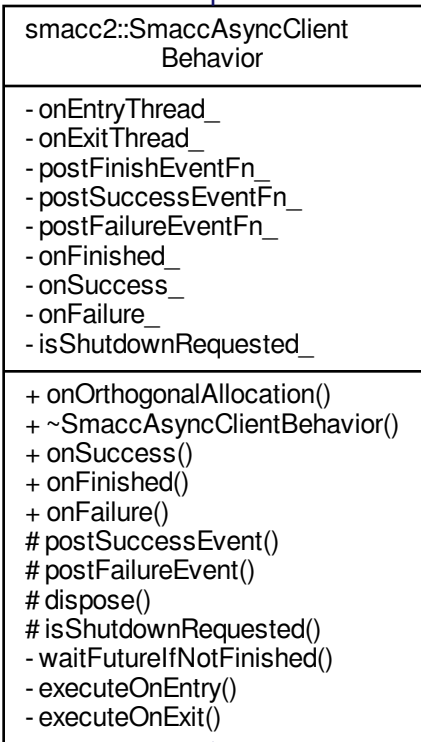 smacc2::SmaccAsyncClient
Behavior
- onEntryThread_
- onExitThread_
- postFinishEventFn_
- postSuccessEventFn_
- postFailureEventFn_
- onFinished_
- onSuccess_
- onFailure_
- isShutdownRequested_
+ onOrthogonalAllocation()
+ ~SmaccAsyncClientBehavior()
+ onSuccess()
+ onFinished()
+ onFailure()
# postSuccessEvent()
# postFailureEvent()
# dispose()
# isShutdownRequested()
- waitFutureIfNotFinished()
- executeOnEntry()
- executeOnExit()